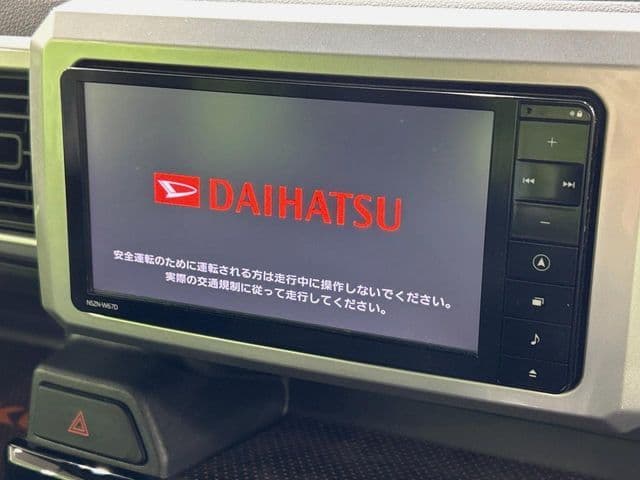 DAIHATSU
安全運転のために運転される方は走行中に操作しないでください。
実際の交通規制に従って走行してください。
NSZN-W67D